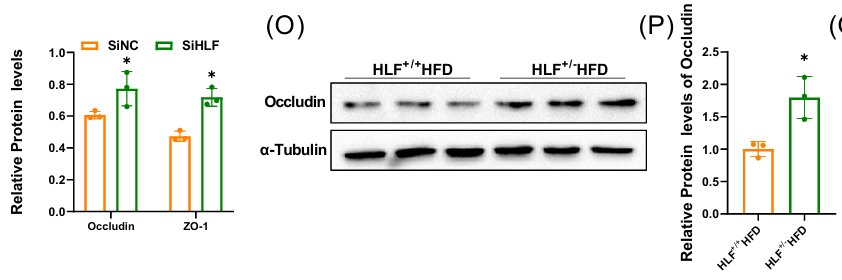 SiNC SiHLF
Relative Protein levels
1.0
0.8
0.6
0.4
0.2
0.0
*
*
Occludin ZO-1
(O)
HLF+/+HFD HLF+/-HFD
Occludin
α-Tubulin
(P)
Relative Protein levels of Occludin
2.5
2.0
1.5
1.0
0.5
0.0
*
HLF+/+HFD
HLF+/-HFD